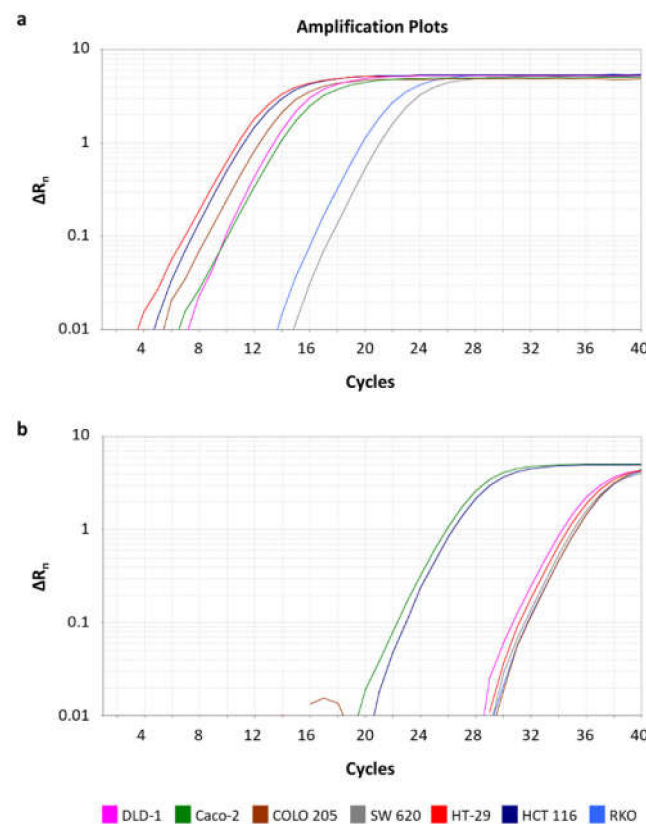 a
Amplification Plots
10
1
0.1
0.01
ΔRn
4 8 12 16 20 24 28 32 36 40
Cycles
b
10
1
0.1
0.01
ΔRn
4 8 12 16 20 24 28 32 36 40
Cycles
DLD-1 Caco-2 COLO 205 SW 620 HT-29 HCT 116 RKO